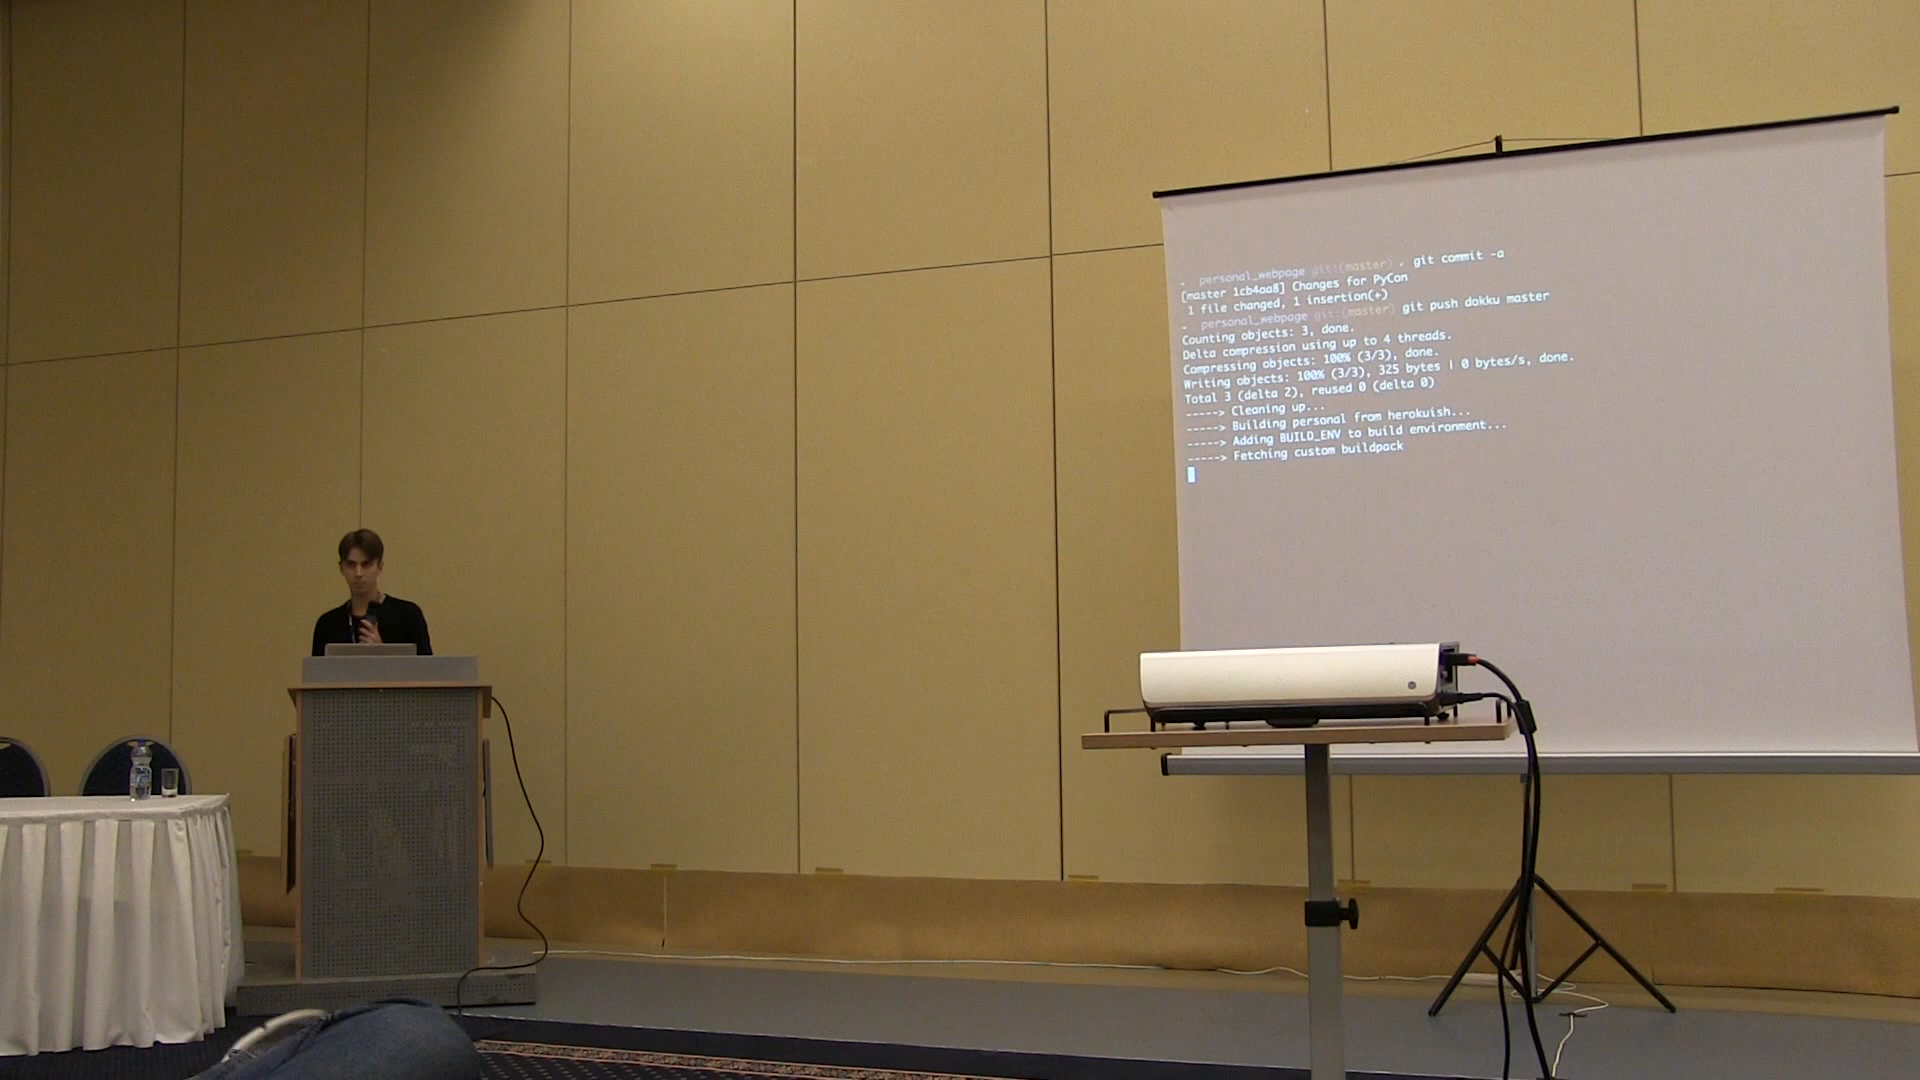 → personal_webpage git:(master) . git commit -a
[master 1cb4aa8] Changes for PyCon
1 file changed, 1 insertion(+)
→ personal_webpage git:(master) git push dokku master
Counting objects: 3, done.
Delta compression using up to 4 threads.
Compressing objects: 100% (3/3), done.
Writing objects: 100% (3/3), 325 bytes | 0 bytes/s, done.
Total 3 (delta 2), reused 0 (delta 0)
-----> Cleaning up...
-----> Building personal from herokuish...
-----> Adding BUILD_ENV to build environment...
-----> Fetching custom buildpack